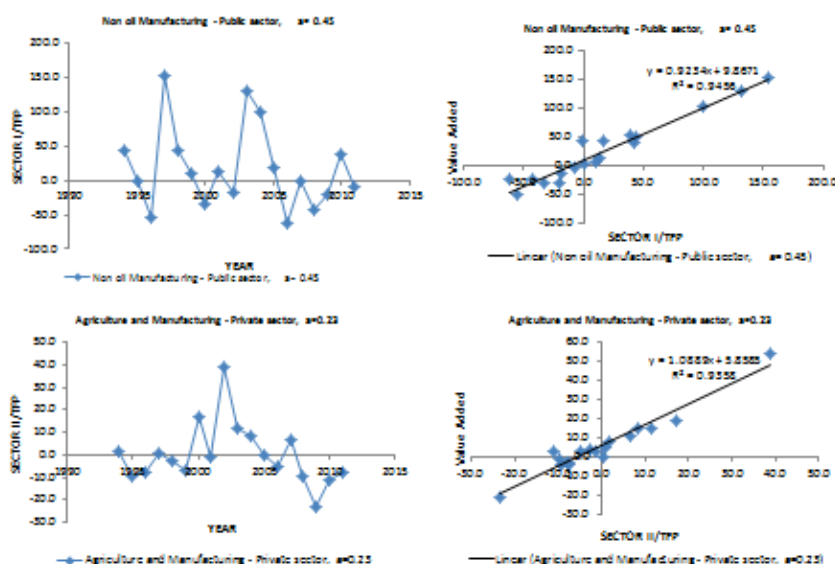 Non oil Manufacturing - Public sector, a= 0.45
SECTOR I/TFP
200.0
150.0
100.0
50.0
0.0
-50.0
-100.0
1990 1995 2000 2005 2010 2015
YEAR
Non oil Manufacturing - Public sector, a= 0.45
Non oil Manufacturing - Public sector, a= 0.45
Value Added
200.0
150.0
100.0
50.0
0.0
-50.0
-100.0
y = 0.9234x + 9.8671
R² = 0.9456
-100.0 -50.0 0.0 50.0 100.0 150.0 200.0
SECTOR I/TFP
Linear (Non oil Manufacturing - Public sector, a= 0.45)
Agriculture and Manufacturing - Private sector, a=0.23
SECTOR II/TFP
50.0
40.0
30.0
20.0
10.0
0.0
-10.0
-20.0
-30.0
1990 1995 2000 2005 2010 2015
YEAR
Agriculture and Manufacturing - Private sector, a=0.23
Agriculture and Manufacturing - Private sector, a=0.23
Value Added
60.0
50.0
40.0
30.0
20.0
10.0
0.0
-10.0
-20.0
-30.0
R² = 0.9358
-30.0 -20.0 -10.0 0.0 10.0 20.0 30.0 40.0 50.0
SECTOR II/TFP
Linear (Agriculture and Manufacturing - Private sector, a=0.23)